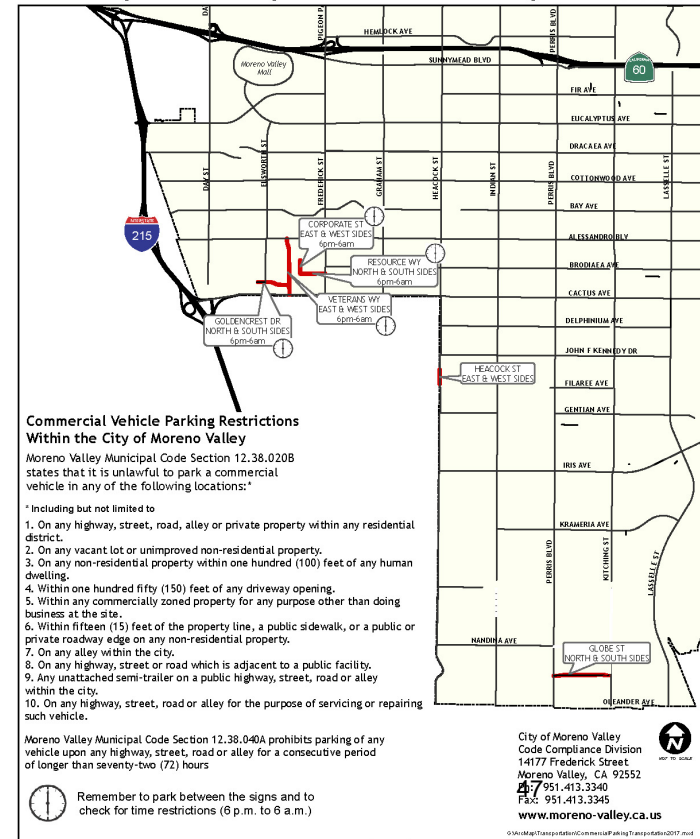 HEMLOCK AVE
PERRIS BLVD
SUNNYMEAD BLVD
CALIFORNIA
60
Moreno Valley
Mall
FIR AVE
EUCALYPTUS AVE
DRACAEA AVE
DAY ST
ELSWORTH ST
FREDERICK ST
GRAHAM ST
HEACOCK ST
INDIAN ST
PERRIS BLVD
COTTONWOOD AVE
LASSELLE ST
BAY AVE
INTERSTATE
215
CORPORATE ST
EAST & WEST SIDES
6pm-6am
ALESSANDRO BLV
RESOURCE WY
NORTH & SOUTH SIDES
6pm-6am
BRODIAEA AVE
VETERANS WY
EAST & WEST SIDES
6pm-6am
CACTUS AVE
GOLDENCREST DR
NORTH & SOUTH SIDES
6pm-6am
DELPHINIUM AVE
JOHN F KENNEDY DR
HEACOCK ST
EAST & WEST SIDES
FILAREE AVE
GENTIAN AVE
IRIS AVE
KRAMERIA AVE
PERRIS BLVD
KITCHING ST
LASSELLE ST
NANDINA AVE
GLOBE ST
NORTH & SOUTH SIDES
OLEANDER AVE
Commercial Vehicle Parking Restrictions
Within the City of Moreno Valley
Moreno Valley Municipal Code Section 12.38.020B
states that it is unlawful to park a commercial
vehicle in any of the following locations:*
* Including but not limited to
1. On any highway, street, road, alley or private property within any residential
district.
2. On any vacant lot or unimproved non-residential property.
3. On any non-residential property within one hundred (100) feet of any human
dwelling.
4. Within one hundred fifty (150) feet of any driveway opening.
5. Within any commercially zoned property for any purpose other than doing
business at the site.
6. Within fifteen (15) feet of the property line, a public sidewalk, or a public or
private roadway edge on any non-residential property.
7. On any alley within the city.
8. On any highway, street or road which is adjacent to a public facility.
9. Any unattached semi-trailer on a public highway, street, road or alley
within the city.
10. On any highway, street, road or alley for the purpose of servicing or repairing
such vehicle.
Moreno Valley Municipal Code Section 12.38.040A prohibits parking of any
vehicle upon any highway, street, road or alley for a consecutive period
of longer than seventy-two (72) hours
Remember to park between the signs and to
check for time restrictions (6 p.m. to 6 a.m.)
City of Moreno Valley
Code Compliance Division
14177 Frederick Street
Moreno Valley, CA 92552
Ph: 951.413.3340
47
Fax: 951.413.3345
www.moreno-valley.ca.us
N
NOT TO SCALE
G:\ArcMap\Transportation\CommercialParkingTransportation2017.mxd